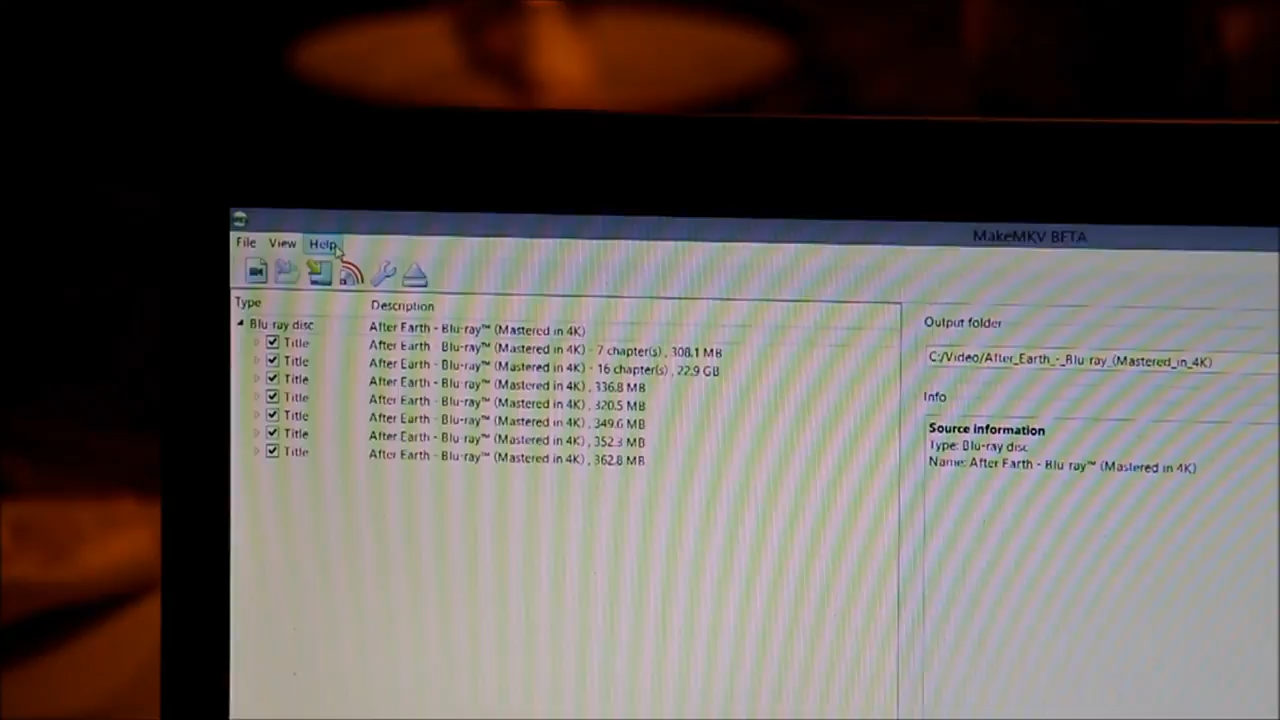 MakeMKV BETA
File View Help
Type Description
Blu-ray disc After Earth - Blu-ray™ (Mastered in 4K)
Title After Earth - Blu-ray™ (Mastered in 4K) - 7 chapter(s) , 308.1 MB
Title After Earth - Blu-ray™ (Mastered in 4K) - 16 chapter(s) , 22.9 GB
Title After Earth - Blu-ray™ (Mastered in 4K) , 336.8 MB
Title After Earth - Blu-ray™ (Mastered in 4K) , 320.5 MB
Title After Earth - Blu-ray™ (Mastered in 4K) , 349.6 MB
Title After Earth - Blu-ray™ (Mastered in 4K) , 352.3 MB
Title After Earth - Blu-ray™ (Mastered in 4K) , 362.8 MB
Output folder
C:/Video/After_Earth_-_Blu-ray_(Mastered_in_4K)
Info
Source information
Type: Blu-ray disc
Name: After Earth - Blu-ray™ (Mastered in 4K)